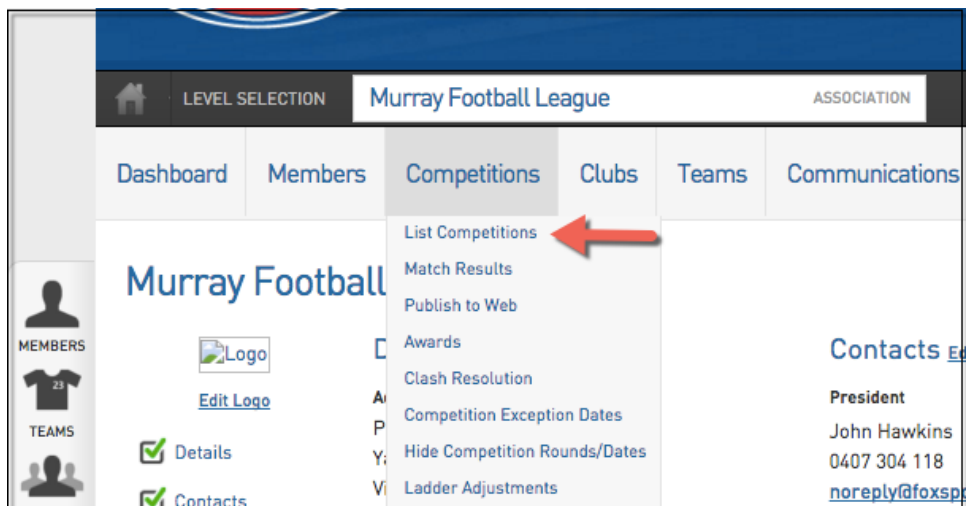 LEVEL SELECTION Murray Football League ASSOCIATION
Dashboard Members Competitions Clubs Teams Communications
List Competitions
Match Results
Publish to Web
Awards
Clash Resolution
Competition Exception Dates
Hide Competition Rounds/Dates
Ladder Adjustments
Murray Football
Logo
Edit Logo
Details
Contacts
MEMBERS
23
TEAMS
Contacts
President
John Hawkins
0407 304 118